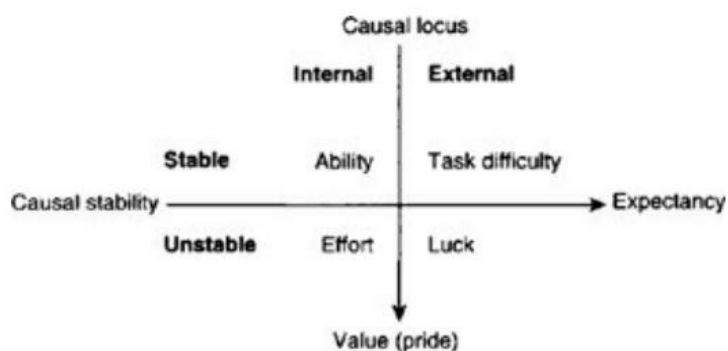 Causal locus
Internal External
Stable Ability Task difficulty
Causal stability Expectancy
Unstable Effort Luck
Value (pride)